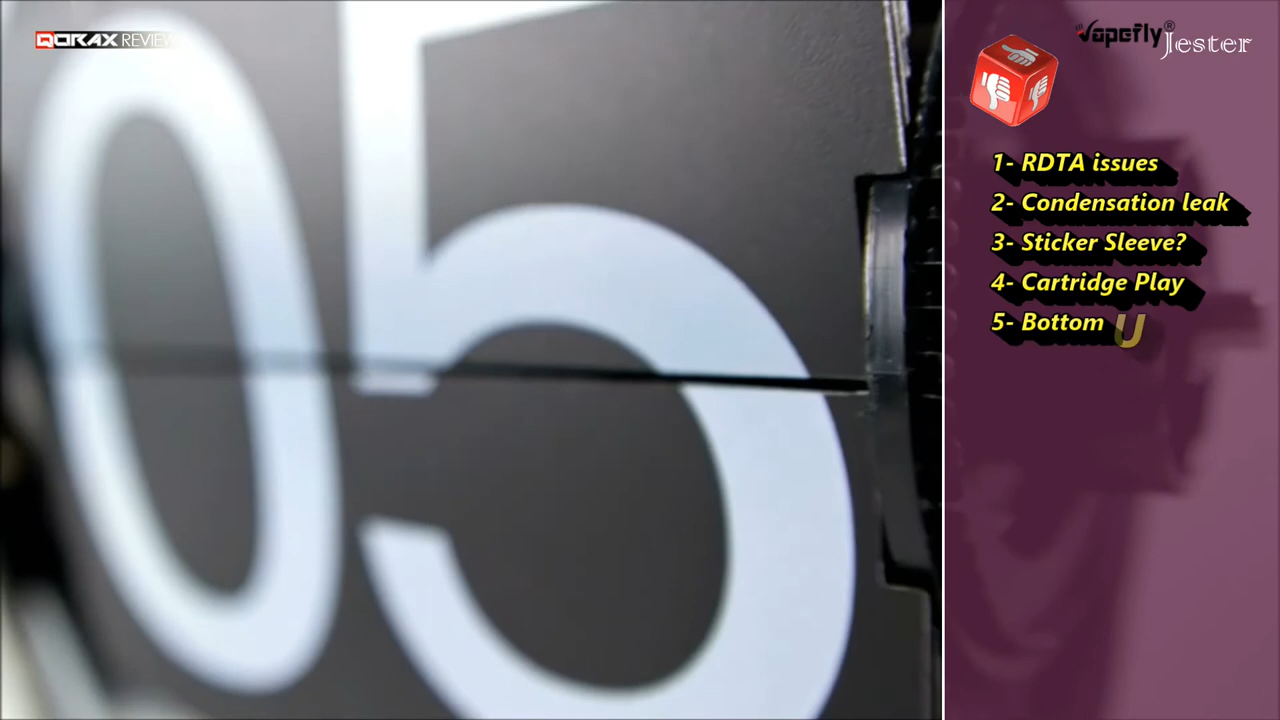 QORAX REVIEW
05
Vapefly®
Jester
1- RDTA issues
2- Condensation leak
3- Sticker Sleeve?
4- Cartridge Play
5- Bottom U